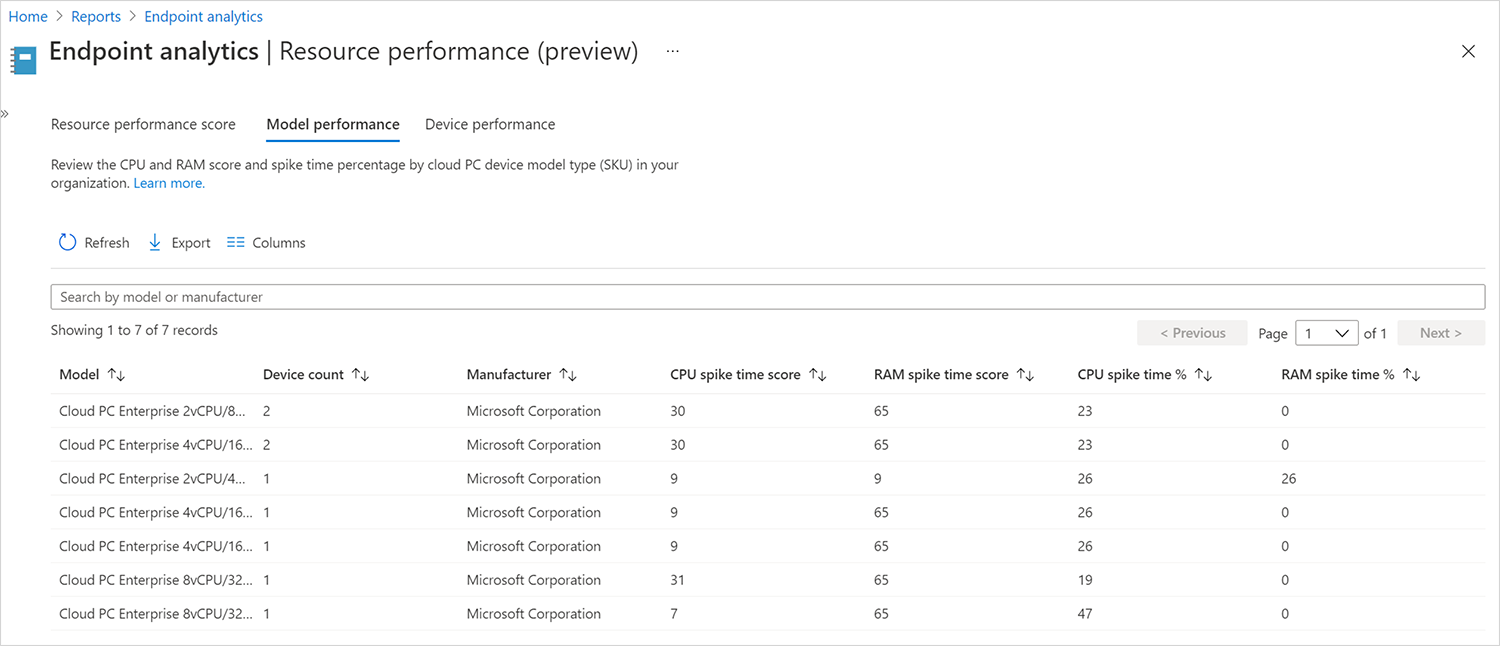 Home > Reports > Endpoint analytics
Endpoint analytics | Resource performance (preview) ...
Resource performance score Model performance Device performance
Review the CPU and RAM score and spike time percentage by cloud PC device model type (SKU) in your
organization. Learn more.
Refresh Export Columns
Search by model or manufacturer
Showing 1 to 7 of 7 records
< Previous Page 1 of 1 Next >
Model Device count Manufacturer CPU spike time score RAM spike time score CPU spike time % RAM spike time %
Cloud PC Enterprise 2vCPU/8... 2 Microsoft Corporation 30 65 23 0
Cloud PC Enterprise 4vCPU/16... 2 Microsoft Corporation 30 65 23 0
Cloud PC Enterprise 2vCPU/4... 1 Microsoft Corporation 9 9 26 26
Cloud PC Enterprise 4vCPU/16... 1 Microsoft Corporation 9 65 26 0
Cloud PC Enterprise 4vCPU/16... 1 Microsoft Corporation 9 65 26 0
Cloud PC Enterprise 8vCPU/32... 1 Microsoft Corporation 31 65 19 0
Cloud PC Enterprise 8vCPU/32... 1 Microsoft Corporation 7 65 47 0